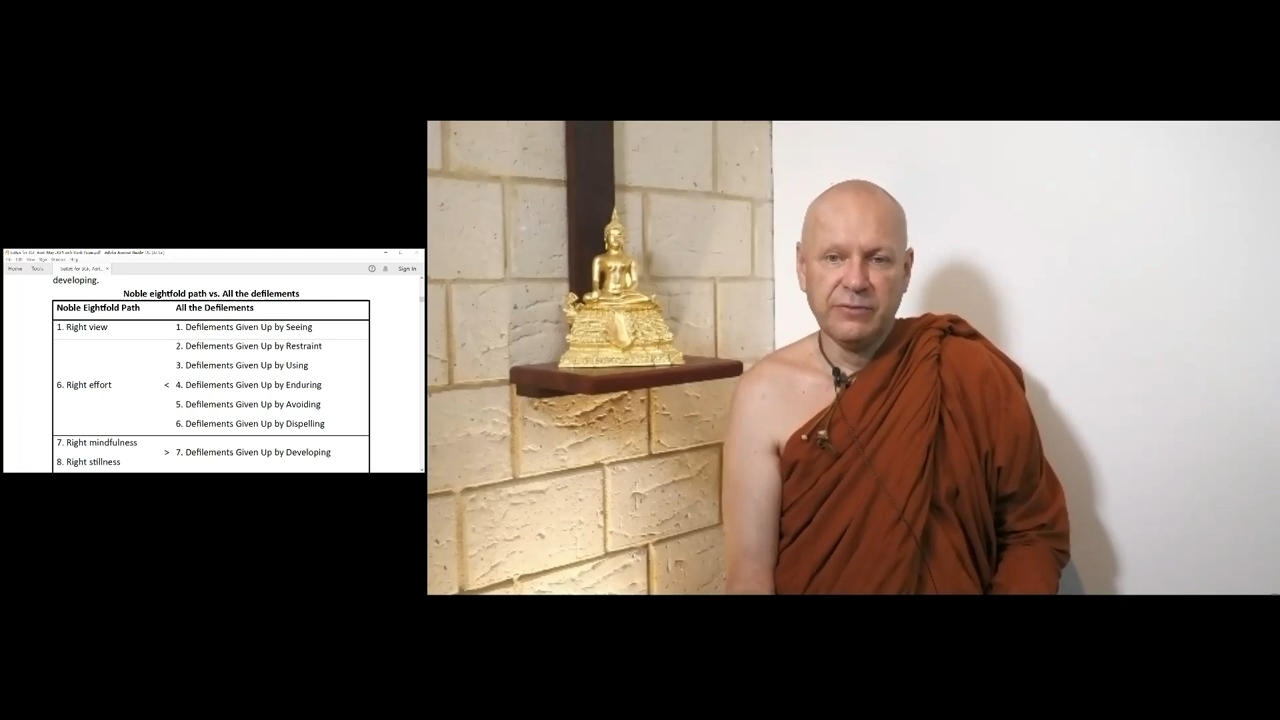 Home Tools Sign In
developing.
Noble eightfold path vs. All the defilements
Noble Eightfold Path All the Defilements
1. Right view 1. Defilements Given Up by Seeing
2. Defilements Given Up by Restraint
3. Defilements Given Up by Using
6. Right effort < 4. Defilements Given Up by Enduring
5. Defilements Given Up by Avoiding
6. Defilements Given Up by Dispelling
7. Right mindfulness
> 7. Defilements Given Up by Developing
8. Right stillness